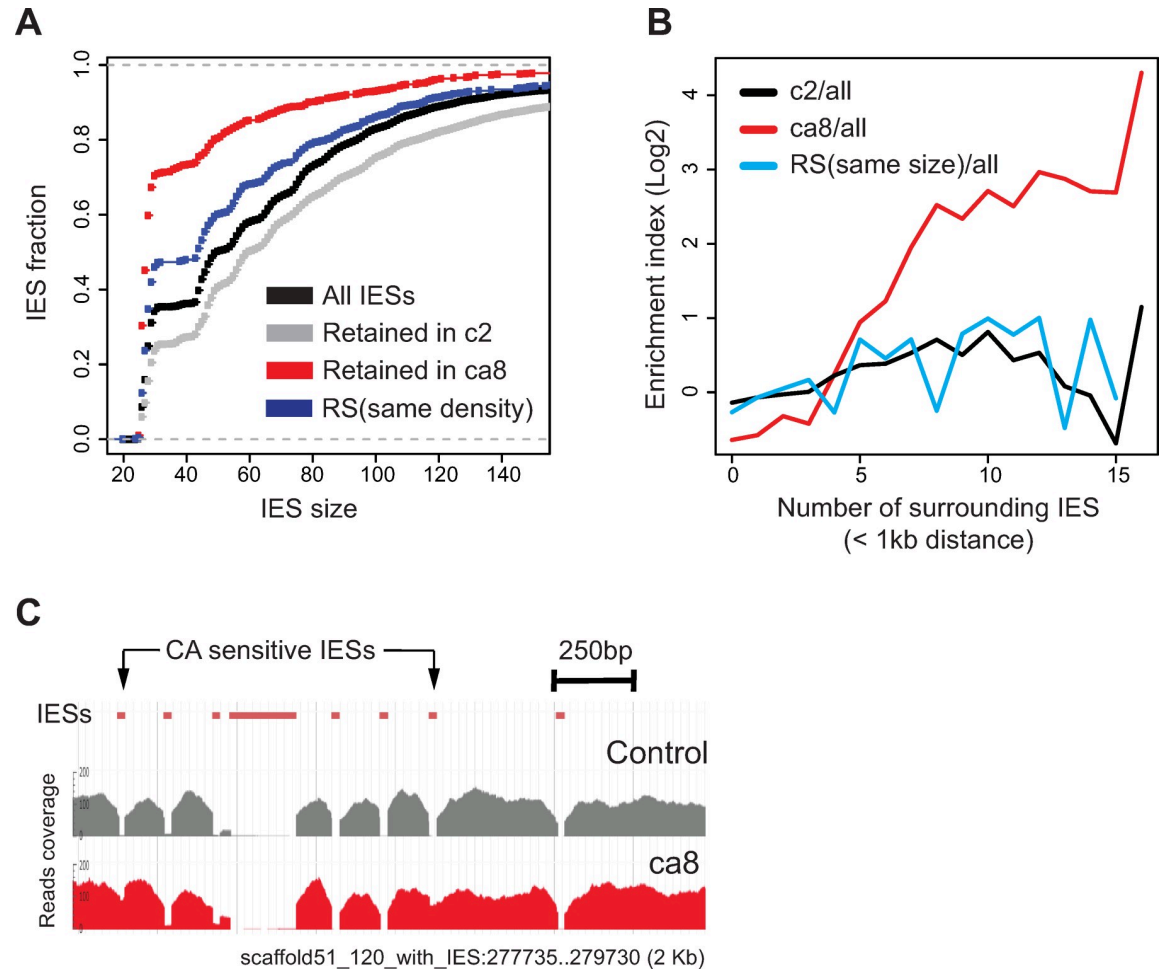 A
1.0
0.8
0.6
0.4
0.2
0.0
IES fraction
All IESs
Retained in c2
Retained in ca8
RS(same density)
20 40 60 80 100 120 140
IES size
B
c2/all
ca8/all
RS(same size)/all
4
3
2
1
0
Enrichment index (Log2)
0 5 10 15
Number of surrounding IES
(< 1kb distance)
C
CA sensitive IESs
250bp
IESs
Control
200
100
0
ca8
200
100
0
Reads coverage
scaffold51_120_with_IES:277735..279730 (2 Kb)